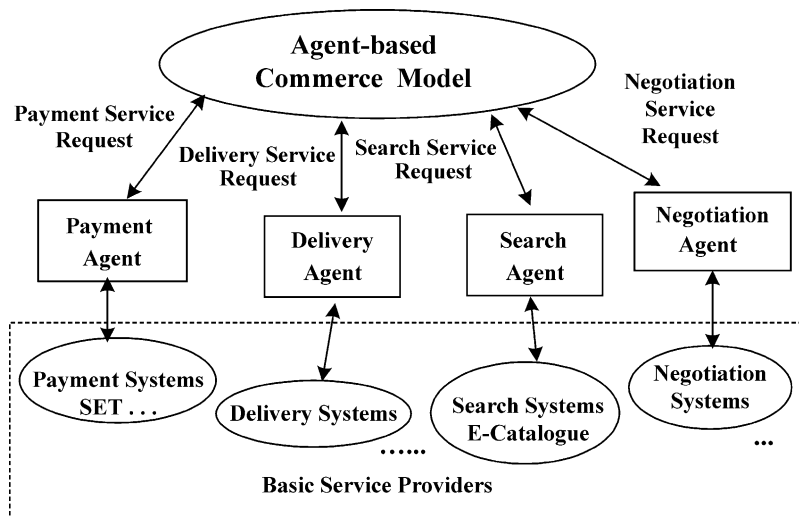 Agent-based
Commerce Model
Payment Service
Request
Delivery Service
Request
Search Service
Request
Negotiation
Service
Request
Payment
Agent
Delivery
Agent
Search
Agent
Negotiation
Agent
Payment Systems
SET . . .
Delivery Systems
Search Systems
E-Catalogue
Negotiation
Systems
…...
...
Basic Service Providers